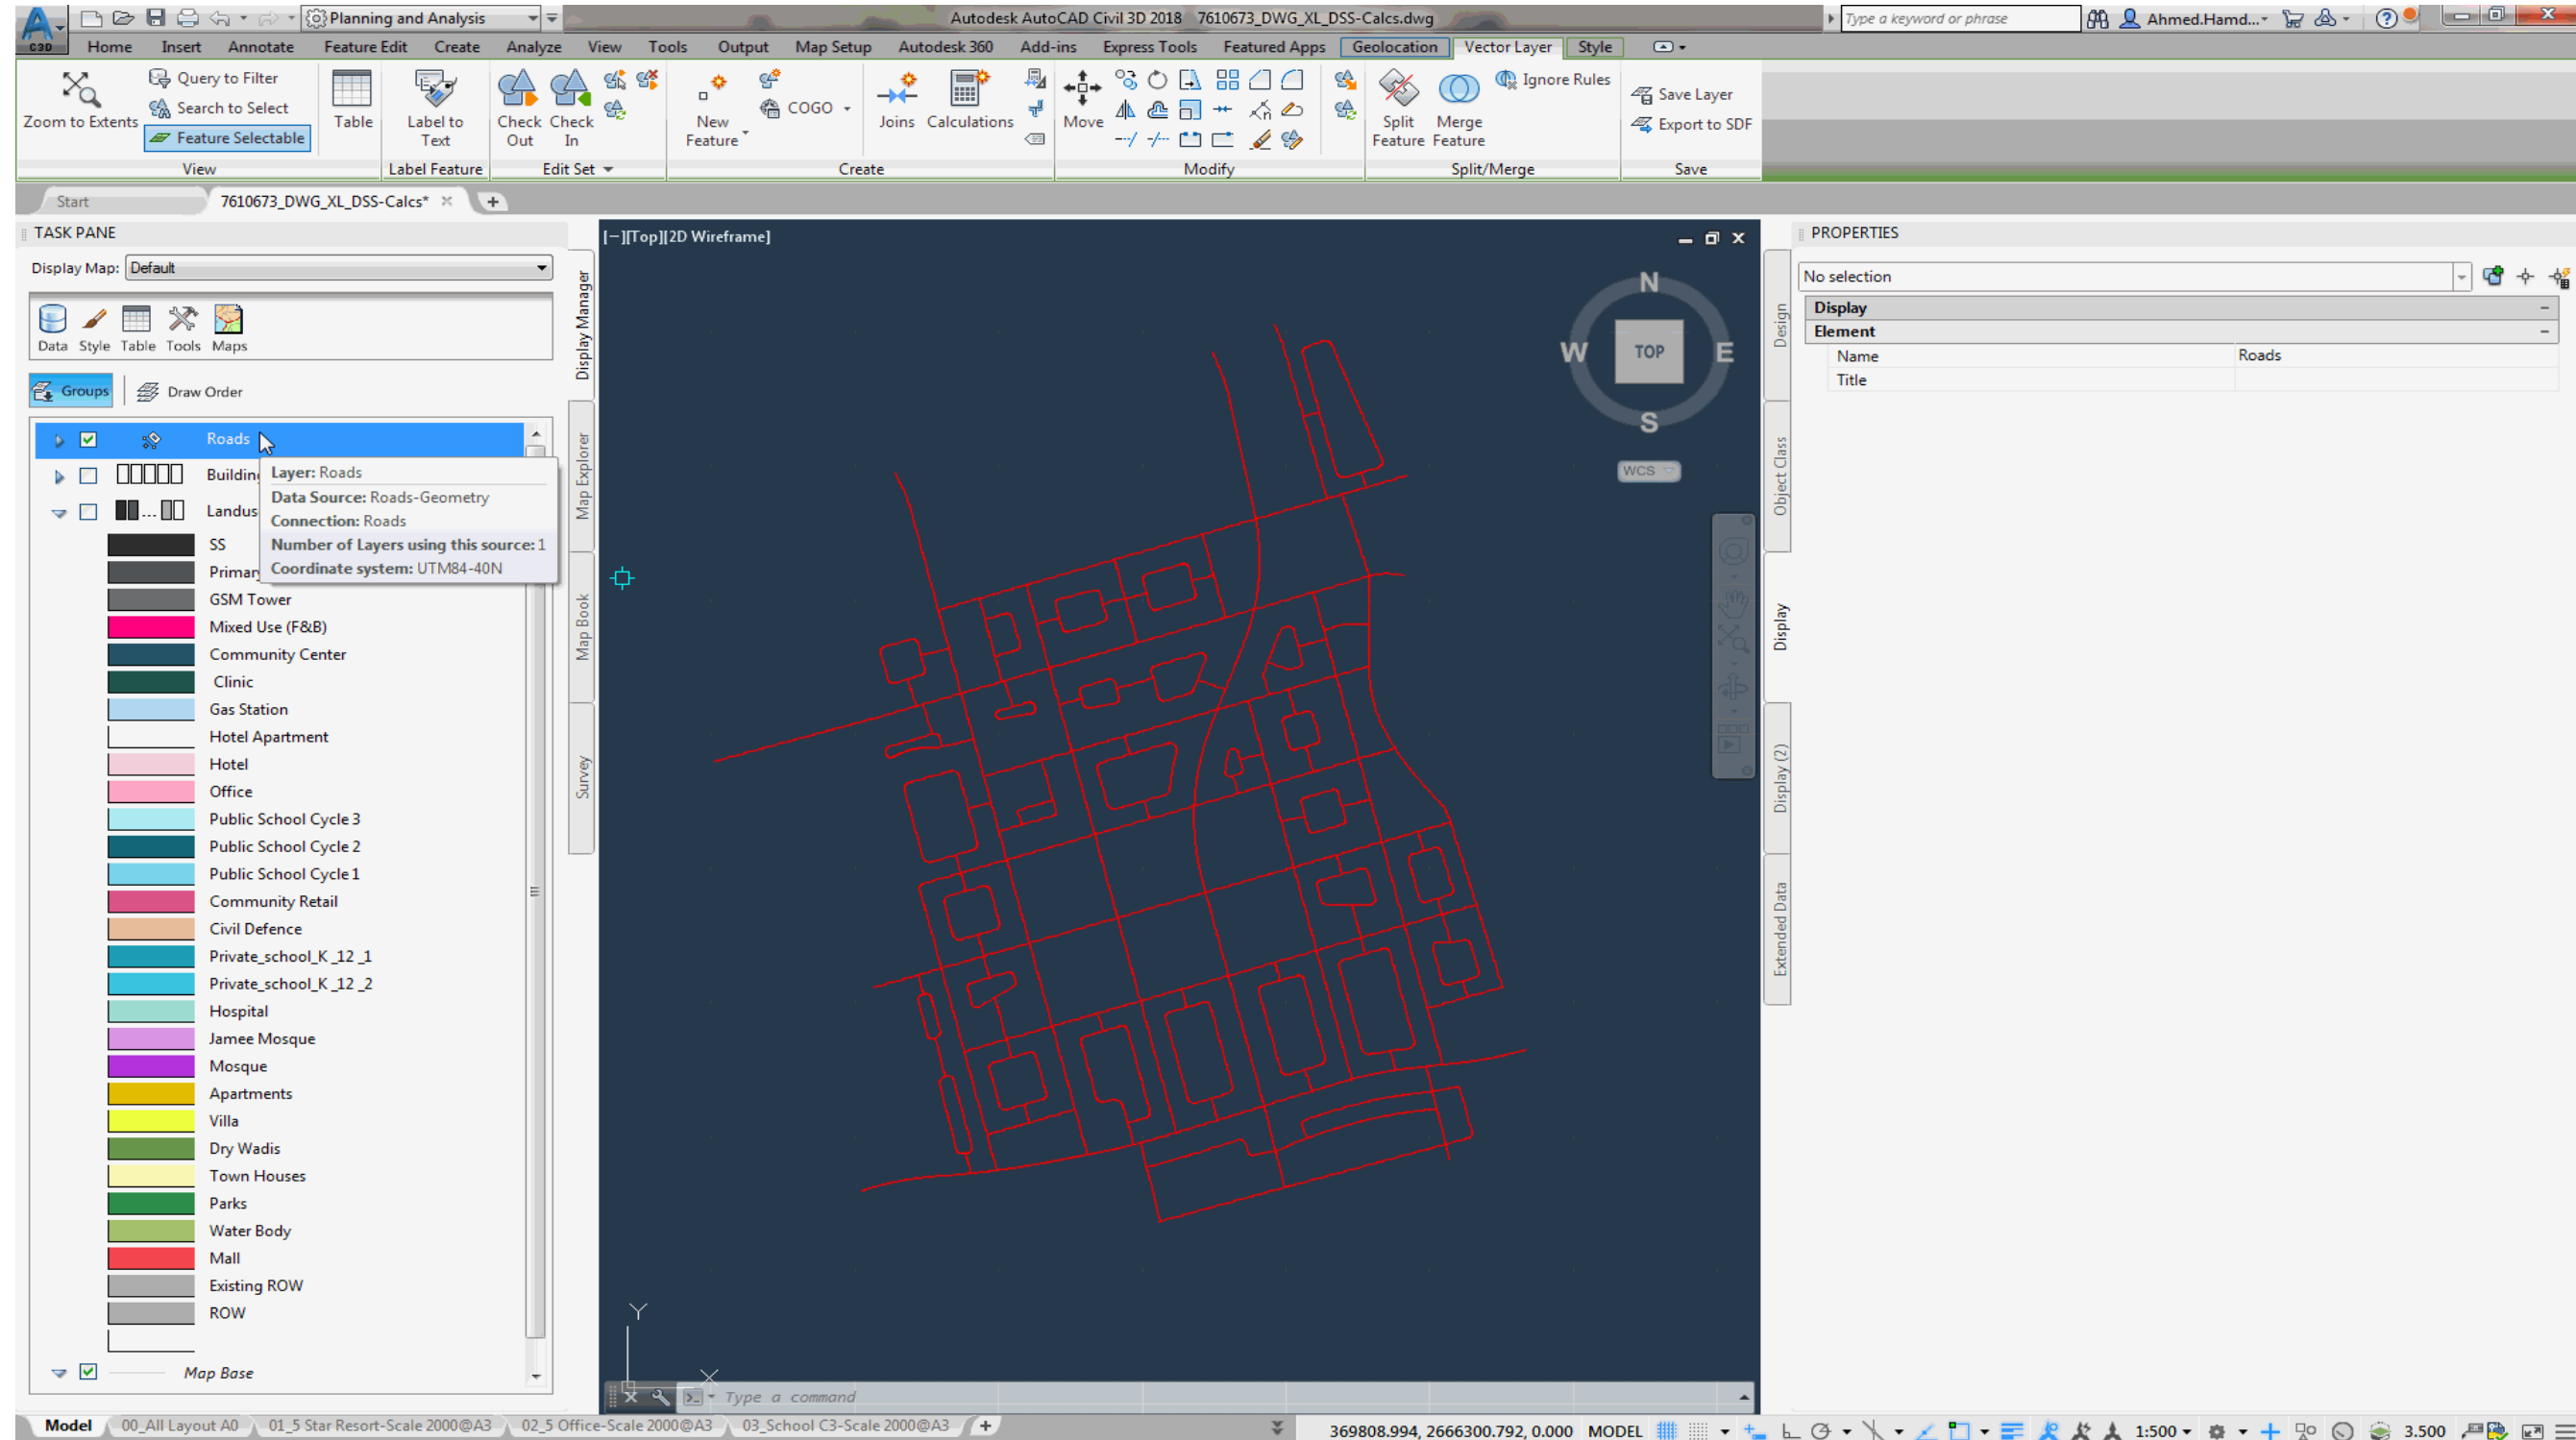 Planning and Analysis
Autodesk AutoCAD Civil 3D 2018 7610673_DWG_XL_DSS-Calcs.dwg
Type a keyword or phrase
Ahmed.Hamd...
C3D
Home Insert Annotate Feature Edit Create Analyze View Tools Output Map Setup Autodesk 360 Add-ins Express Tools Featured Apps Geolocation Vector Layer Style
Zoom to Extents
Query to Filter
Search to Select
Feature Selectable
Table
Label to Text
Check Out
Check In
New Feature
COGO
Joins
Calculations
Move
Split Feature
Merge Feature
Ignore Rules
Save Layer
Export to SDF
View Label Feature Edit Set Create Modify Split/Merge Save
Start
7610673_DWG_XL_DSS-Calcs*
TASK PANE
Display Map: Default
Data Style Table Tools Maps
Groups
Draw Order
Roads
Building
Landus
Layer: Roads
Data Source: Roads-Geometry
Connection: Roads
Number of Layers using this source: 1
Coordinate system: UTM84-40N
SS
Primary
GSM Tower
Mixed Use (F&B)
Community Center
Clinic
Gas Station
Hotel Apartment
Hotel
Office
Public School Cycle 3
Public School Cycle 2
Public School Cycle 1
Community Retail
Civil Defence
Private_school_K _12 _1
Private_school_K _12 _2
Hospital
Jamee Mosque
Mosque
Apartments
Villa
Dry Wadis
Town Houses
Parks
Water Body
Mall
Existing ROW
ROW
Map Base
Display Manager
Map Explorer
Map Book
Survey
[−][Top][2D Wireframe]
N
W
TOP
E
S
WCS
Y
X
Type a command
Design
Object Class
Display
Display (2)
Extended Data
PROPERTIES
No selection
Display
Element
Name Roads
Title
Model
00_All Layout A0
01_5 Star Resort-Scale 2000@A3
02_5 Office-Scale 2000@A3
03_School C3-Scale 2000@A3
369808.994, 2666300.792, 0.000 MODEL
1:500
3.500